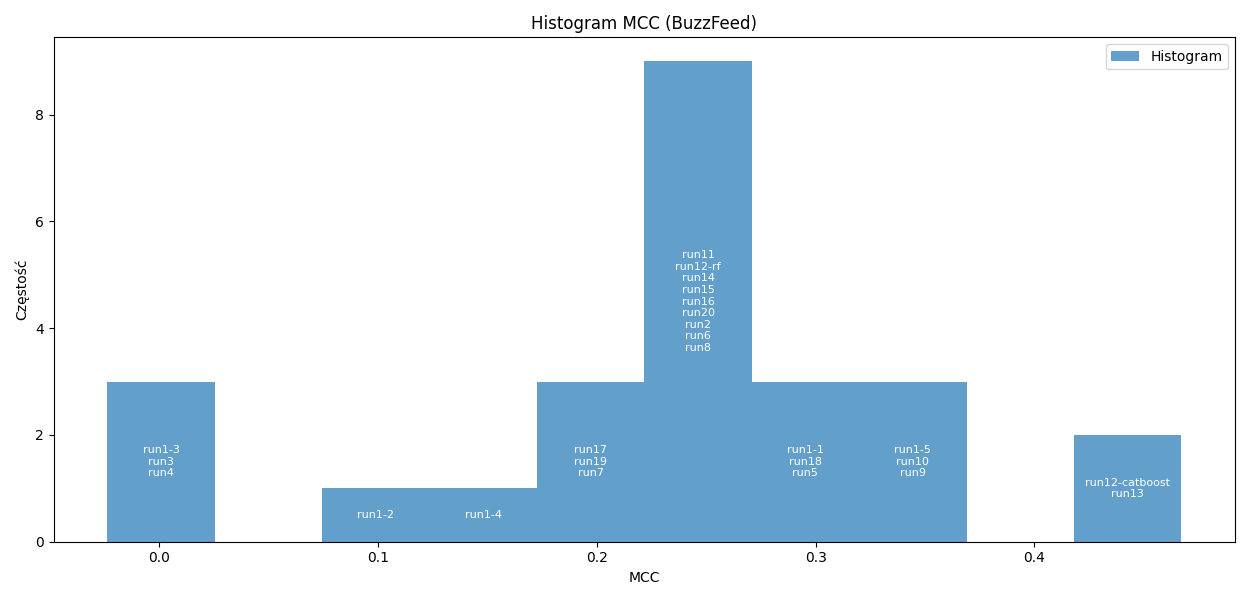 Histogram MCC (BuzzFeed)
Histogram
Częstość
8
6
4
2
0
run11
run12-rf
run14
run15
run16
run20
run2
run6
run8
run1-3
run3
run4
run1-2
run1-4
run17
run19
run7
run1-1
run18
run5
run1-5
run10
run9
run12-catboost
run13
0.0
0.1
0.2
0.3
0.4
MCC